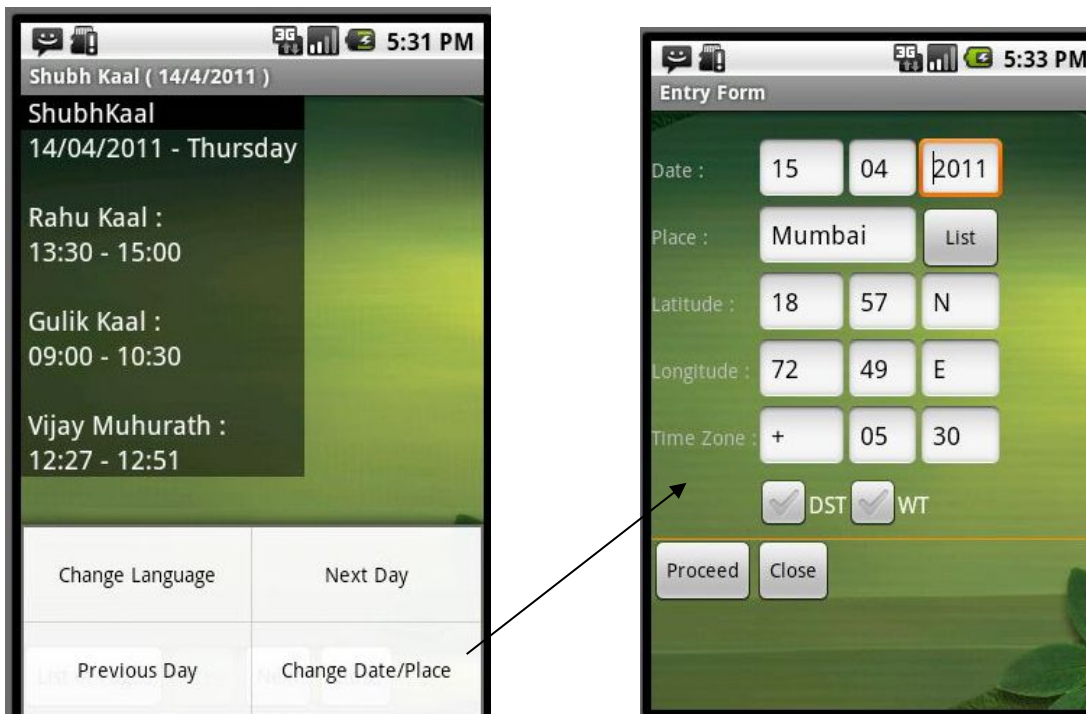 5:31 PM
Shubh Kaal ( 14/4/2011 )
ShubhKaal
14/04/2011 - Thursday
Rahu Kaal :
13:30 - 15:00
Gulik Kaal :
09:00 - 10:30
Vijay Muhurath :
12:27 - 12:51
Change Language
Next Day
Previous Day
Change Date/Place
3G 5:33 PM
Entry Form
Date : 15 04 2011
Place : Mumbai List
Latitude : 18 57 N
Longitude : 72 49 E
Time Zone : + 05 30
DST WT
Proceed Close